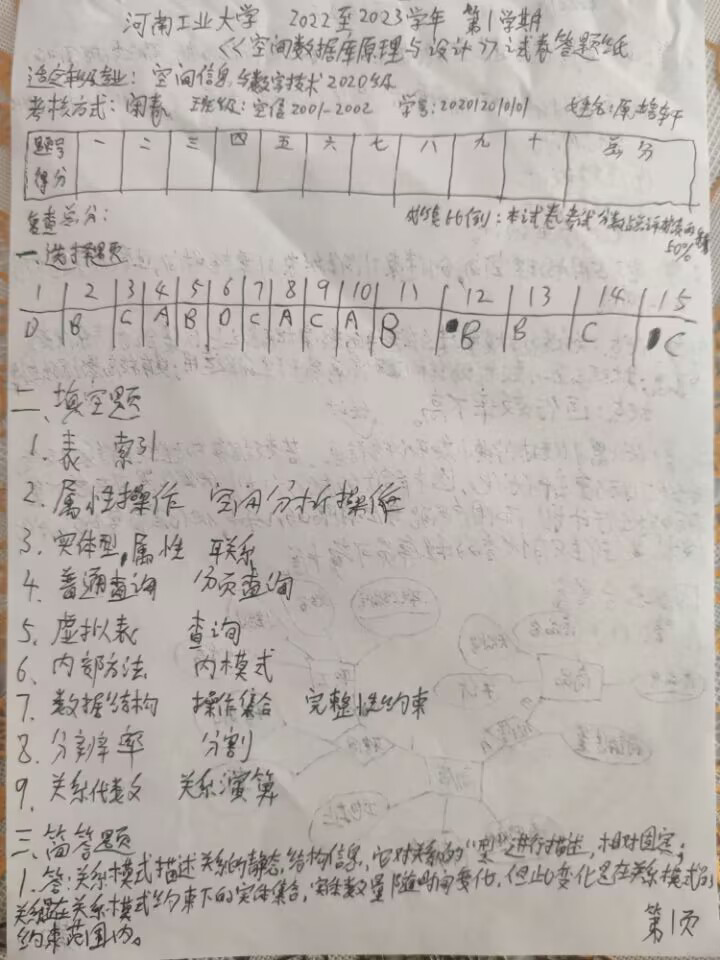 河南工业大学 2022至2023学年 第1学期
《空间数据库原理与设计》试卷答题纸
适应年级专业：空间信息与数字技术2020级
考核方式：闭卷 班级：空信2001-2002 学号：202012010101 姓名：
题号 一 二 三 四 五 六 七 八 九 十 总分
得分
复查总分：
对策比例：本试卷考试分数占总评成绩的
50%
一、选择题
1 2 3 4 5 6 7 8 9 10 11 12 13 14 15
D B C A B D C A C A B B B C C
二、填空题
1、表 索引
2、属性操作 空间分析操作
3、实体型，属性 联系
4、普通查询 分页查询
5、虚拟表 查询
6、内部方法 内模式
7、数据结构 操作集合 完整性约束
8、分辨率 分割
9、关系代数 关系演算
三、简答题
1、答：关系模式描述关系的静态结构信息，它对关系的“型”进行描述，相对固定；
关系是在关系模式约束下的实体集合，实体数量随时间变化，但此变化是在关系模式的
约束范围内。
第1页